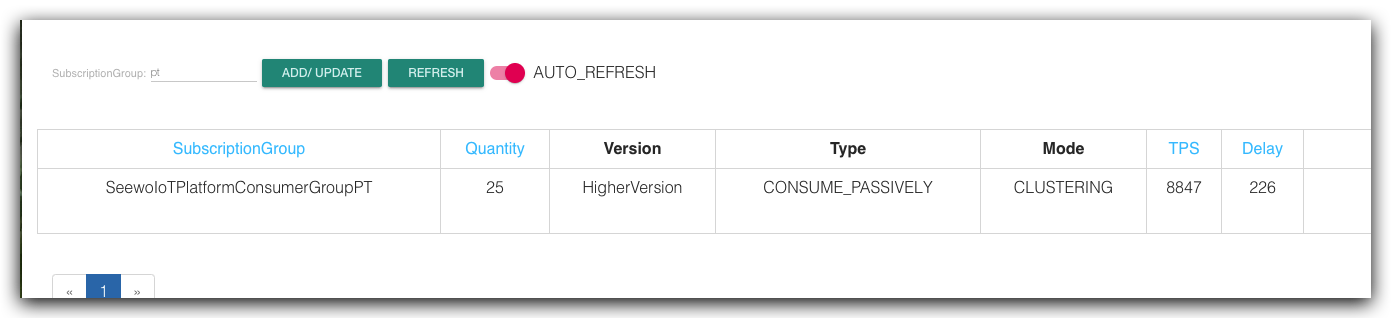 SubscriptionGroup: pt ADD/ UPDATE REFRESH AUTO_REFRESH
SubscriptionGroup Quantity Version Type Mode TPS Delay
SeewoIoTPlatformConsumerGroupPT 25 HigherVersion CONSUME_PASSIVELY CLUSTERING 8847 226
« 1 »